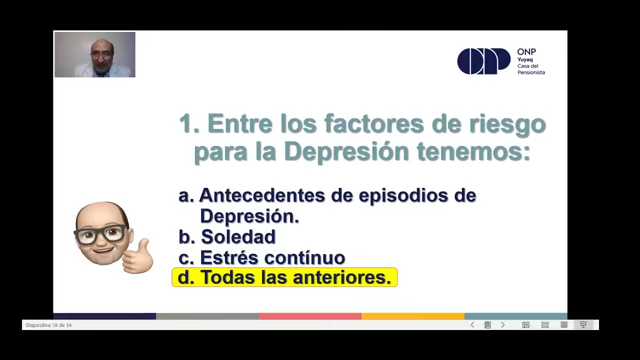 ONP
ONP
Yuyaq
Casa del
Pensionista
1. Entre los factores de riesgo
para la Depresión tenemos:
a. Antecedentes de episodios de
Depresión.
b. Soledad
c. Estrés contínuo
d. Todas las anteriores.
Diapositiva 19 de 34